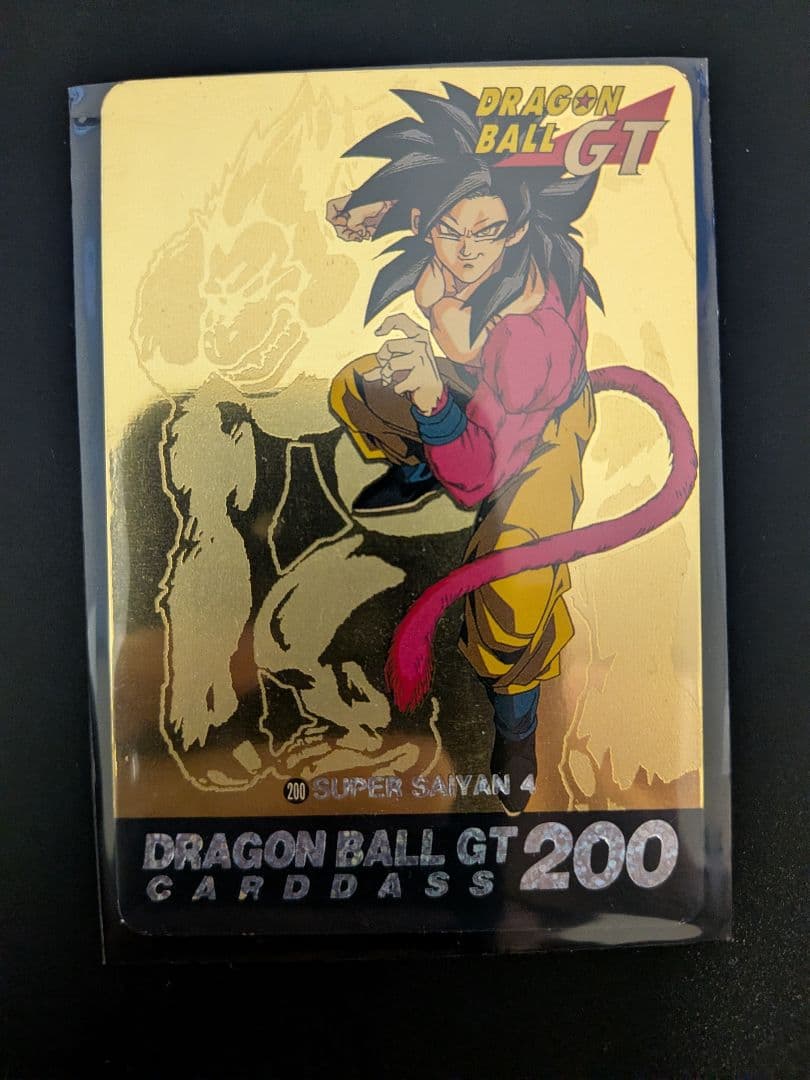 DRAGON
BALL GT
200 SUPER SAIYAN 4
DRAGON BALL GT 200
CARDDASS